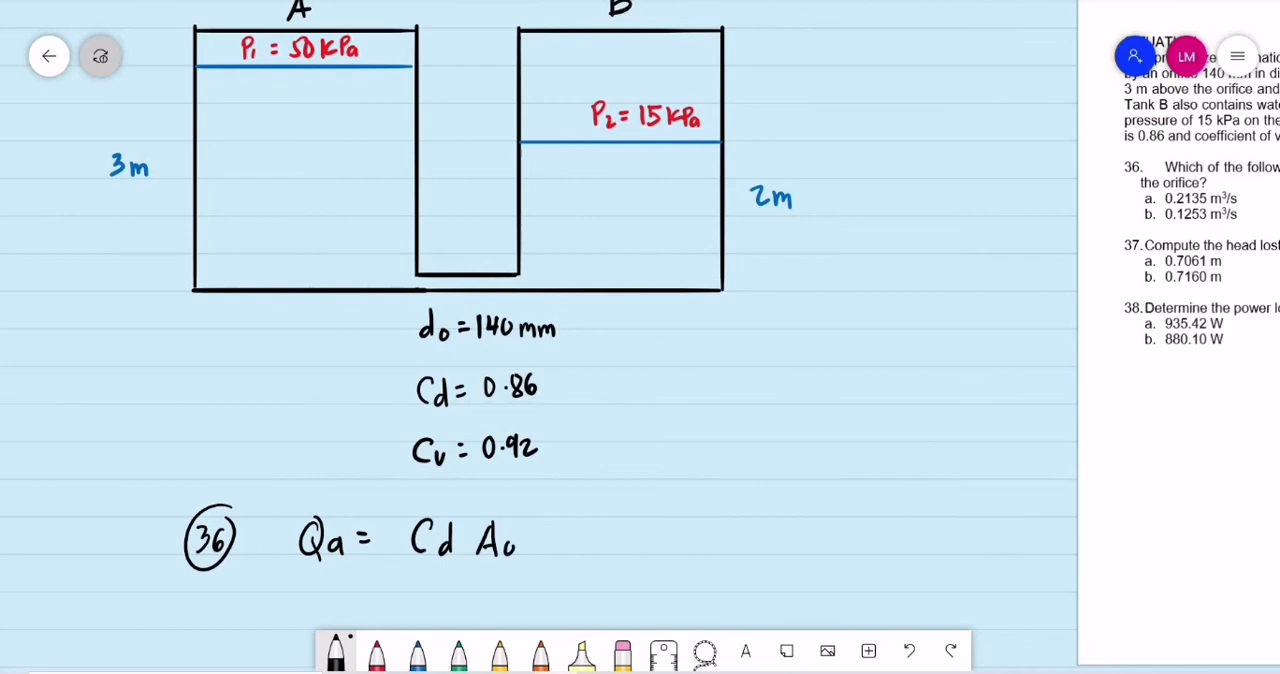 A
B
P₁ = 50 kPa
P₂ = 15 kPa
3m
2m
d₀ = 140 mm
Cd = 0.86
Cv = 0.92
36 Qa = Cd A₀
LM
3 m above the orifice and
Tank B also contains
pressure of 15 kPa on the
is 0.86 and coefficient of
36. Which of the
the orifice?
a. 0.2135 m³/s
b. 0.1253 m³/s
37. Compute the head lost
a. 0.7061 m
b. 0.7160 m
38. Determine the power
a. 935.42 W
b. 880.10 W
A